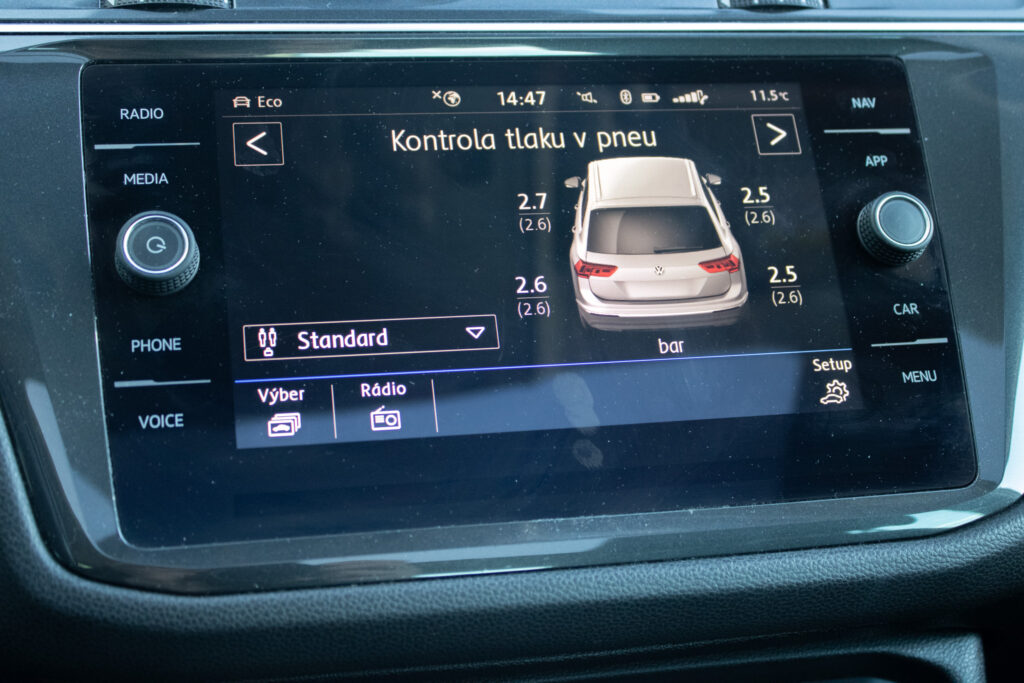 RADIO
MEDIA
PHONE
VOICE
Eco
14:47
11.5°C
Kontrola tlaku v pneu
2.7
(2.6)
2.5
(2.6)
2.6
(2.6)
2.5
(2.6)
Standard
bar
Výber
Rádio
Setup
NAV
APP
CAR
MENU